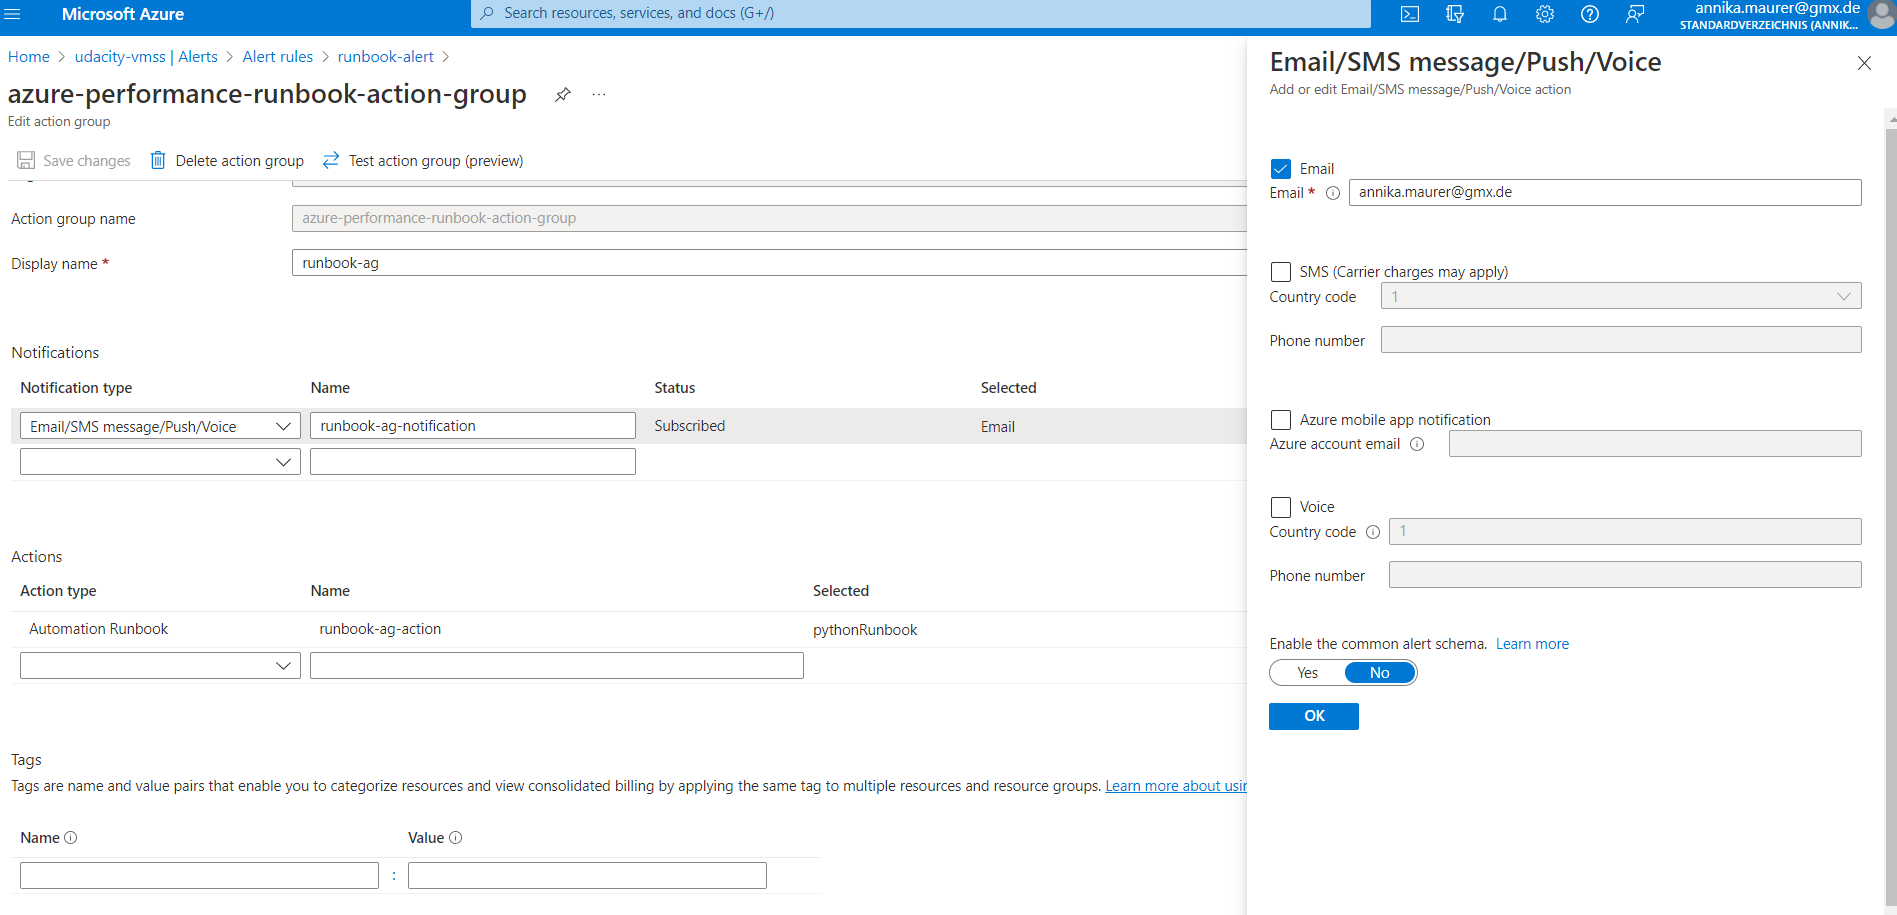 Microsoft Azure
Search resources, services, and docs (G+/)
annika.maurer@gmx.de
STANDARDVERZEICHNIS (ANNIK...
Home > udacity-vmss | Alerts > Alert rules > runbook-alert >
azure-performance-runbook-action-group ...
Edit action group
Save changes Delete action group Test action group (preview)
Action group name azure-performance-runbook-action-group
Display name * runbook-ag
Notifications
Notification type Name Status Selected
Email/SMS message/Push/Voice runbook-ag-notification Subscribed Email
Actions
Action type Name Selected
Automation Runbook runbook-ag-action pythonRunbook
Tags
Tags are name and value pairs that enable you to categorize resources and view consolidated billing by applying the same tag to multiple resources and resource groups. Learn more about usin
Name Value
:
Email/SMS message/Push/Voice
Add or edit Email/SMS message/Push/Voice action
Email
Email * annika.maurer@gmx.de
SMS (Carrier charges may apply)
Country code 1
Phone number
Azure mobile app notification
Azure account email
Voice
Country code 1
Phone number
Enable the common alert schema. Learn more
Yes No
OK